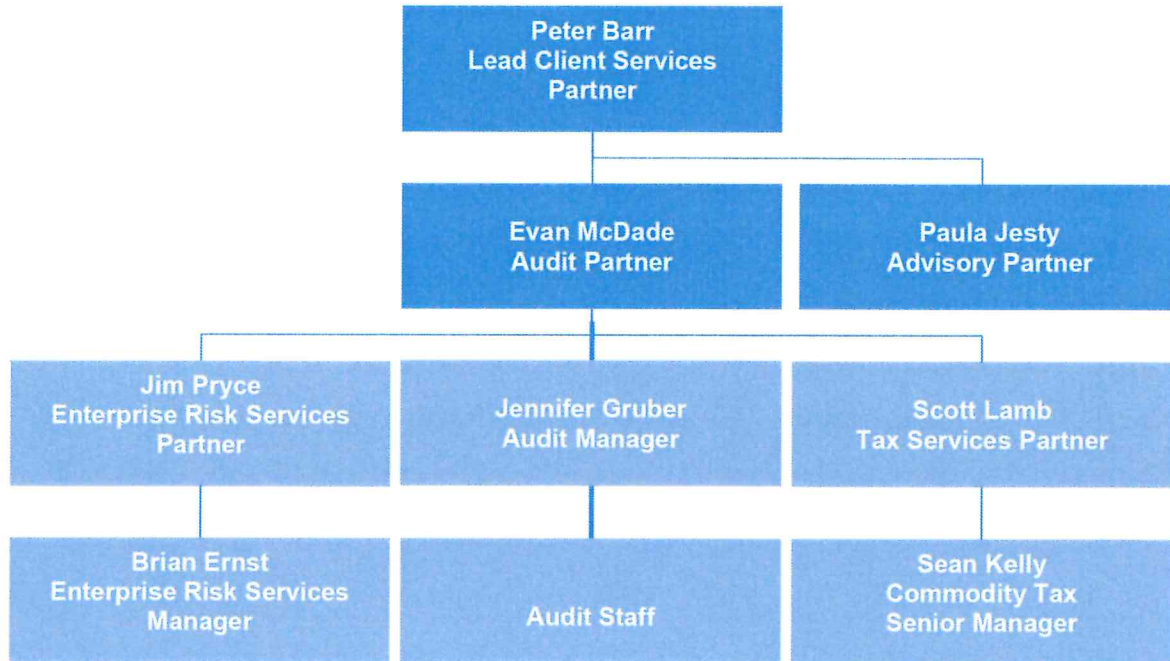 Peter Barr
Lead Client Services
Partner
Evan McDade
Audit Partner
Paula Jesty
Advisory Partner
Jim Pryce
Enterprise Risk Services
Partner
Jennifer Gruber
Audit Manager
Scott Lamb
Tax Services Partner
Brian Ernst
Enterprise Risk Services
Manager
Audit Staff
Sean Kelly
Commodity Tax
Senior Manager